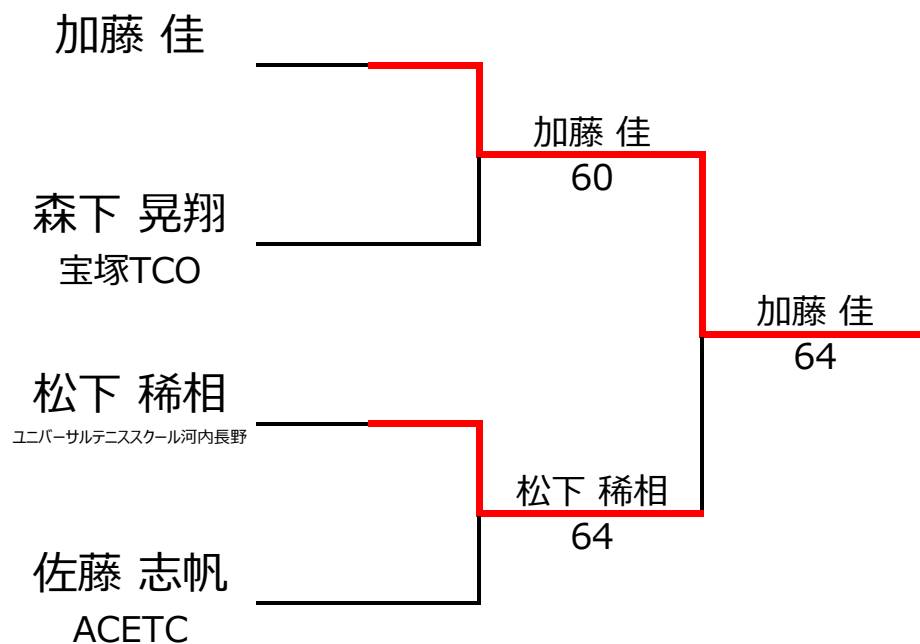 加藤 佳
森下 晃翔
宝塚TCO
松下 稀相
ユニバーサルテニススクール河内長野
佐藤 志帆
ACETC
加藤 佳
60
松下 稀相
64
加藤 佳
64